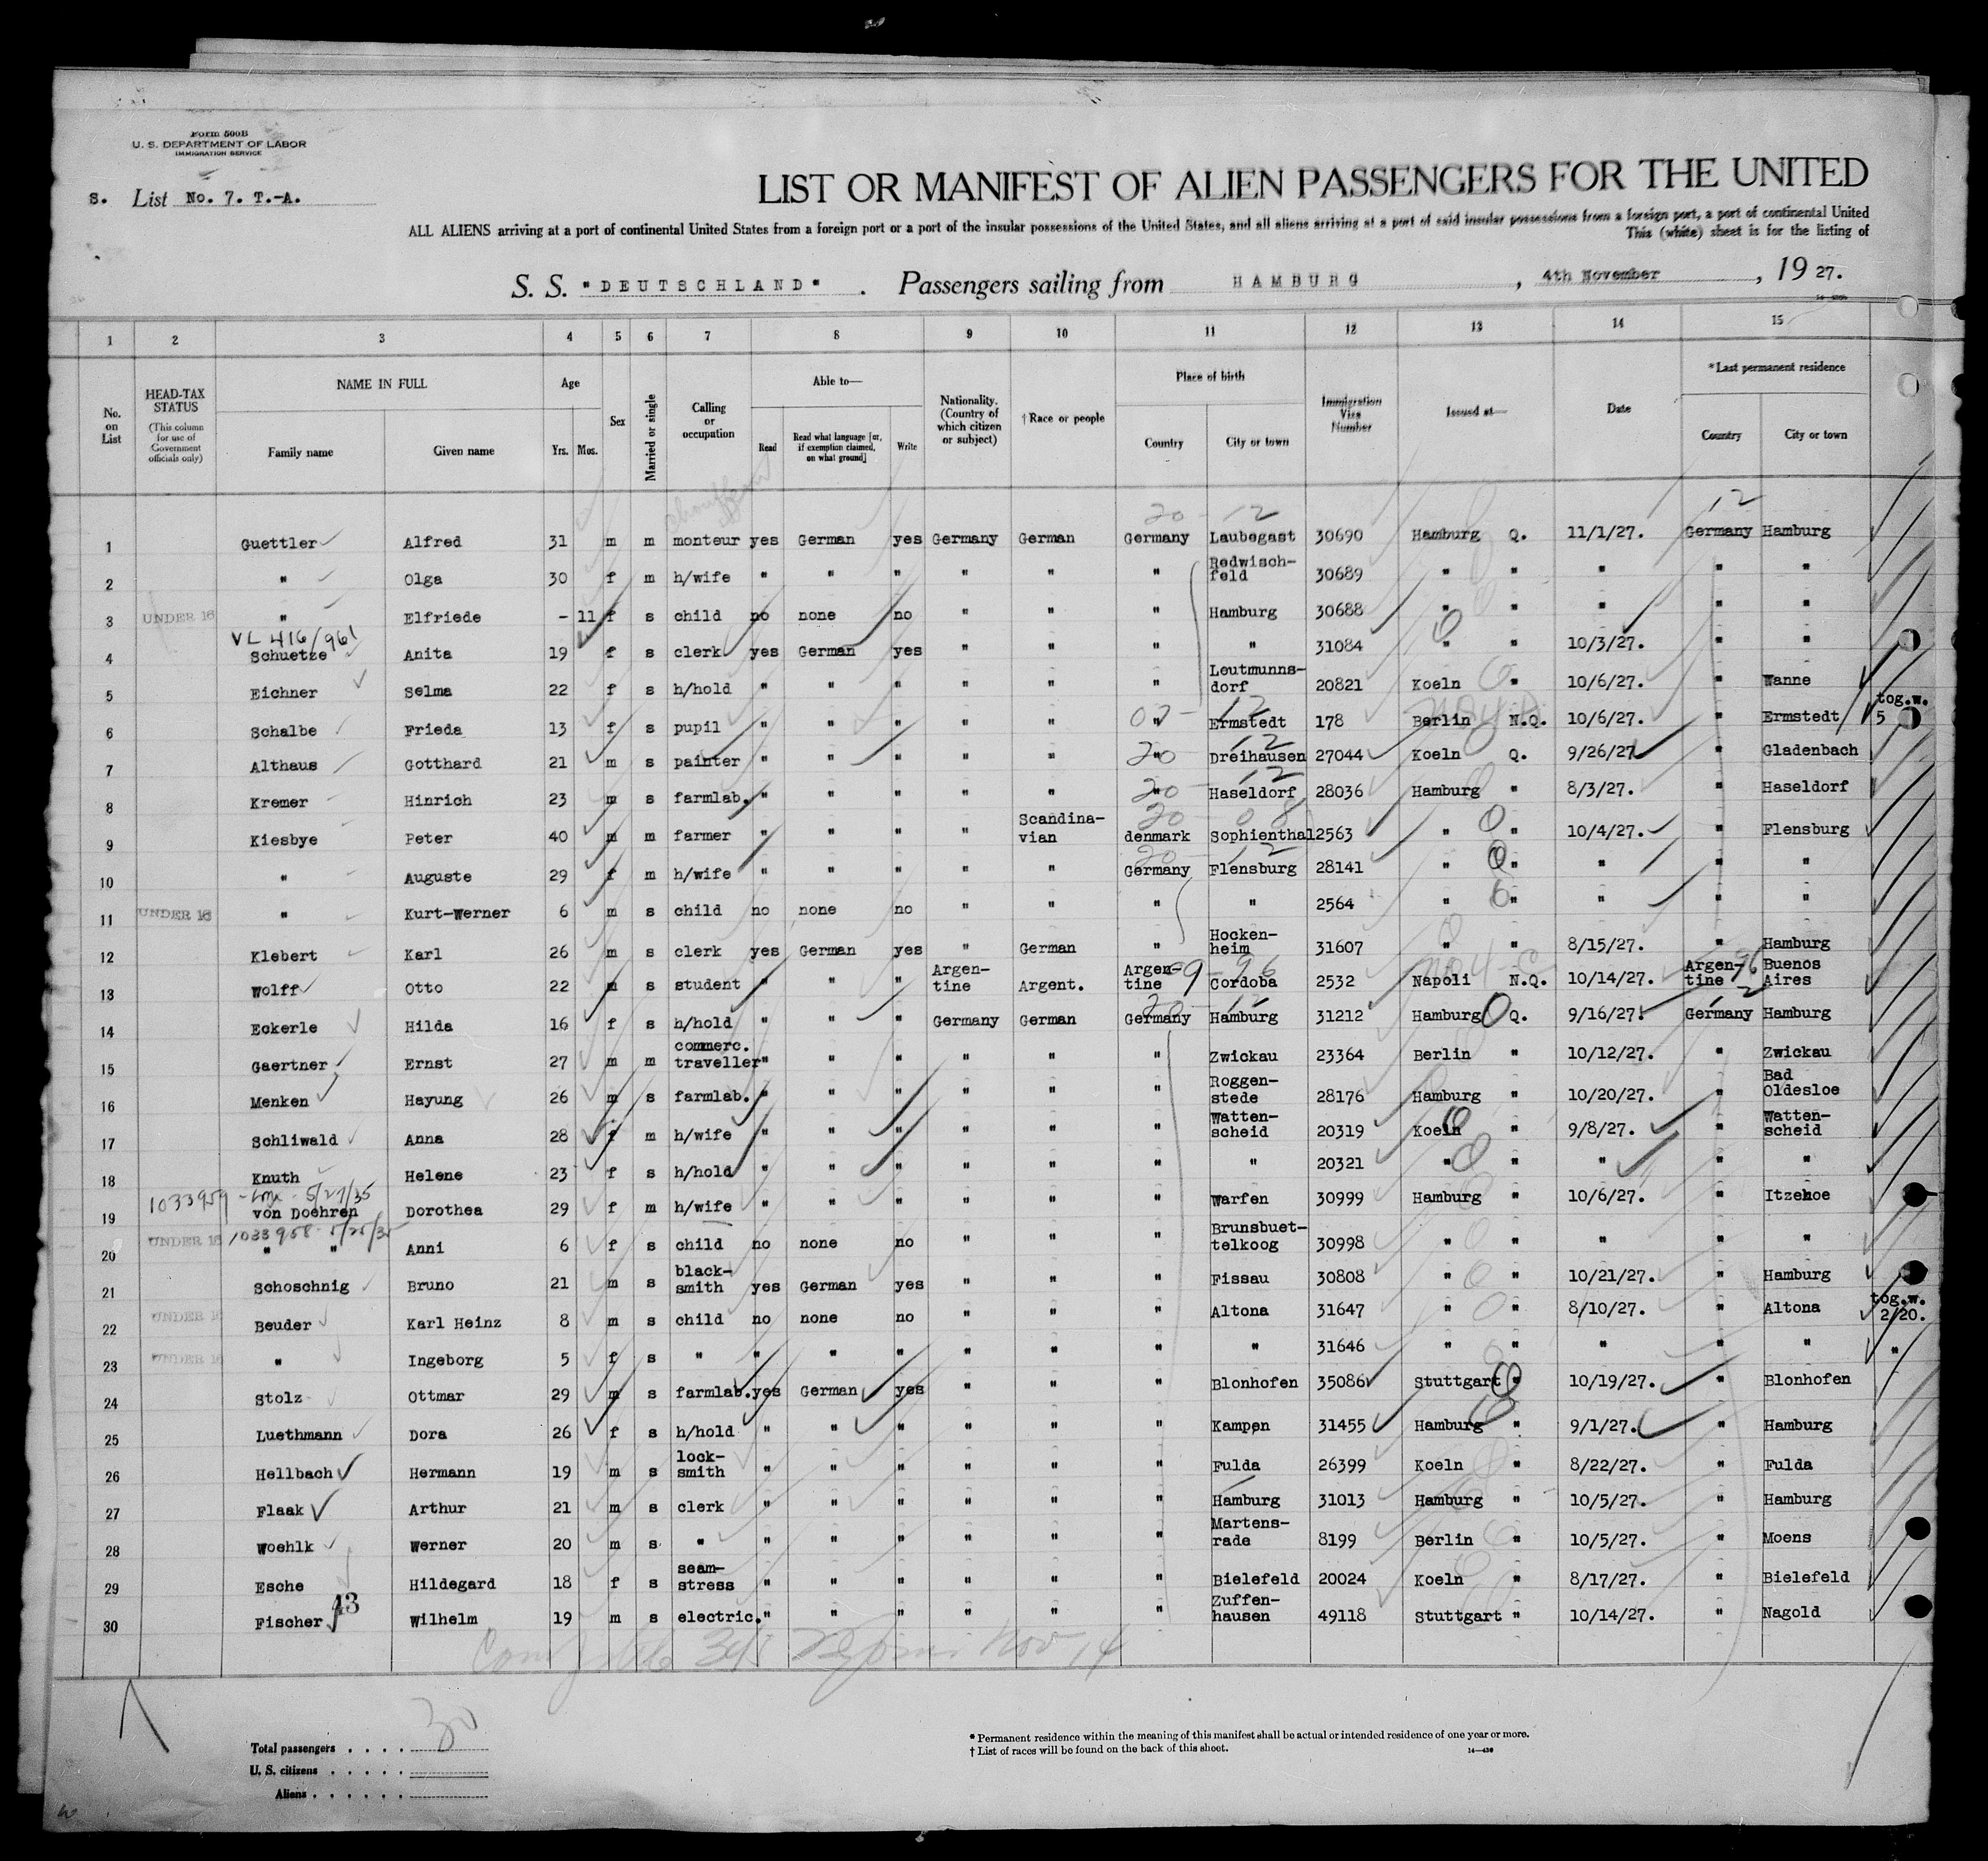 Form 500B
U. S. DEPARTMENT OF LABOR
IMMIGRATION SERVICE
S. List No. 7. T.-A.
LIST OR MANIFEST OF ALIEN PASSENGERS FOR THE UNITED
ALL ALIENS arriving at a port of continental United States from a foreign port or a port of the insular possessions of the United States, and all aliens arriving at a port of said insular possessions from a foreign port, a port of continental United
This (white) sheet is for the listing of
S. S. "DEUTSCHLAND" . Passengers sailing from HAMBURG , 4th November , 19 27.
1 2 3 4 5 6 7 8 9 10 11 12 13 14 15
No. on List
HEAD-TAX STATUS (This column for use of Government officials only)
NAME IN FULL Family name Given name
Age Yrs. Mos.
Sex
Married or single
Calling or occupation
Able to— Read Read what language [or, if exemption claimed, on what ground] Write
Nationality. (Country of which citizen or subject)
† Race or people
Place of birth Country City or town
Immigration Visa Number
Issued at—
Date
*Last permanent residence Country City or town
chauffeur
20 12 12
1 Guettler Alfred 31 m m monteur yes German yes Germany German Germany Laubegast 30690 Hamburg Q. 11/1/27. Germany Hamburg
2 " Olga 30 f m h/wife " " " " " " Redwisch-feld 30689 " " " " "
3 UNDER 16 " Elfriede - 11 f s child no none no " " " Hamburg 30688 " " " " "
VL 416/961
4 Schuetze Anita 19 f s clerk yes German yes " " " " 31084 " " 10/3/27. " "
5 Eichner Selma 22 f s h/hold " " " " " " Leutmunns-dorf 20821 Koeln " 10/6/27. " Wanne
6 Schalbe Frieda 13 f s pupil " " " " " " Ermstedt 178 Berlin N.Q. 10/6/27. " Ermstedt tog.w. 5
7 Althaus Gotthard 21 m s painter " " " " " " Dreihausen 27044 Koeln Q. 9/26/27 " Gladenbach
8 Kremer Hinrich 23 m s farmlab. " " " " " " Haseldorf 28036 Hamburg " 8/3/27. " Haseldorf
9 Kiesbye Peter 40 m m farmer " " " " Scandina-vian denmark Sophienthal 2563 " " 10/4/27. " Flensburg
10 " Auguste 29 f m h/wife " " " " " Germany Flensburg 28141 " " " " "
11 UNDER 16 " Kurt-Werner 6 m s child no none no " " " " 2564 " " " " "
12 Klebert Karl 26 m s clerk yes German yes " German " Hocken-heim 31607 " " 8/15/27. " Hamburg
13 Wolff Otto 22 m s student " " " Argen-tine Argent. Argen-tine Cordoba 2532 Napoli N.Q. 10/14/27. Argen-tine Buenos Aires
14 Eckerle Hilda 16 f s h/hold " " " Germany German Germany Hamburg 31212 Hamburg Q. 9/16/27. Germany Hamburg
15 Gaertner Ernst 27 m m commerc. traveller " " " " " " Zwickau 23364 Berlin " 10/12/27. " Zwickau
16 Menken Hayung 26 m s farmlab. " " " " " " Roggen-stede 28176 Hamburg " 10/20/27. " Bad Oldesloe
17 Schliwald Anna 28 f m h/wife " " " " " " Watten-scheid 20319 Koeln " 9/8/27. " Watten-scheid
18 Knuth Helene 23 f s h/hold " " " " " " " 20321 " " " " "
1033959 - 5/27/35
19 von Doehren Dorothea 29 f m h/wife " " " " " " Warfen 30999 Hamburg " 10/6/27. " Itzehoe
1033958 - 5/25/35
20 UNDER 16 " " Anni 6 f s child no none no " " " Brunsbuet-telkoog 30998 " " " " "
21 Schoschnig Bruno 21 m s black-smith yes German yes " " " Fissau 30808 " " 10/21/27. " Hamburg
22 UNDER 16 Beuder Karl Heinz 8 m s child no none no " " " Altona 31647 " " 8/10/27. " Altona tog.w. 2/20.
23 UNDER 16 " Ingeborg 5 f s " " " " " " " " 31646 " " " " " "
24 Stolz Ottmar 29 m s farmlab. yes German yes " " " Blonhofen 35086 Stuttgart " 10/19/27. " Blonhofen
25 Luethmann Dora 26 f s h/hold " " " " " " Kampen 31455 Hamburg " 9/1/27. " Hamburg
26 Hellbach Hermann 19 m s lock-smith " " " " " " Fulda 26399 Koeln " 8/22/27. " Fulda
27 Flaak Arthur 21 m s clerk " " " " " " Hamburg 31013 Hamburg " 10/5/27. " Hamburg
28 Woehlk Werner 20 m s " " " " " " " Martens-rade 8199 Berlin " 10/5/27. " Moens
29 Esche Hildegard 18 f s seam-stress " " " " " " Bielefeld 20024 Koeln " 8/17/27. " Bielefeld
13
30 Fischer Wilhelm 19 m s electric. " " " " " " Zuffen-hausen 49118 Stuttgart " 10/14/27. " Nagold
Nov 14
Total passengers . . . . 30
U. S. citizens . . . . .
Aliens . . . . . .
* Permanent residence within the meaning of this manifest shall be actual or intended residence of one year or more.
† List of races will be found on the back of this sheet.
14—430